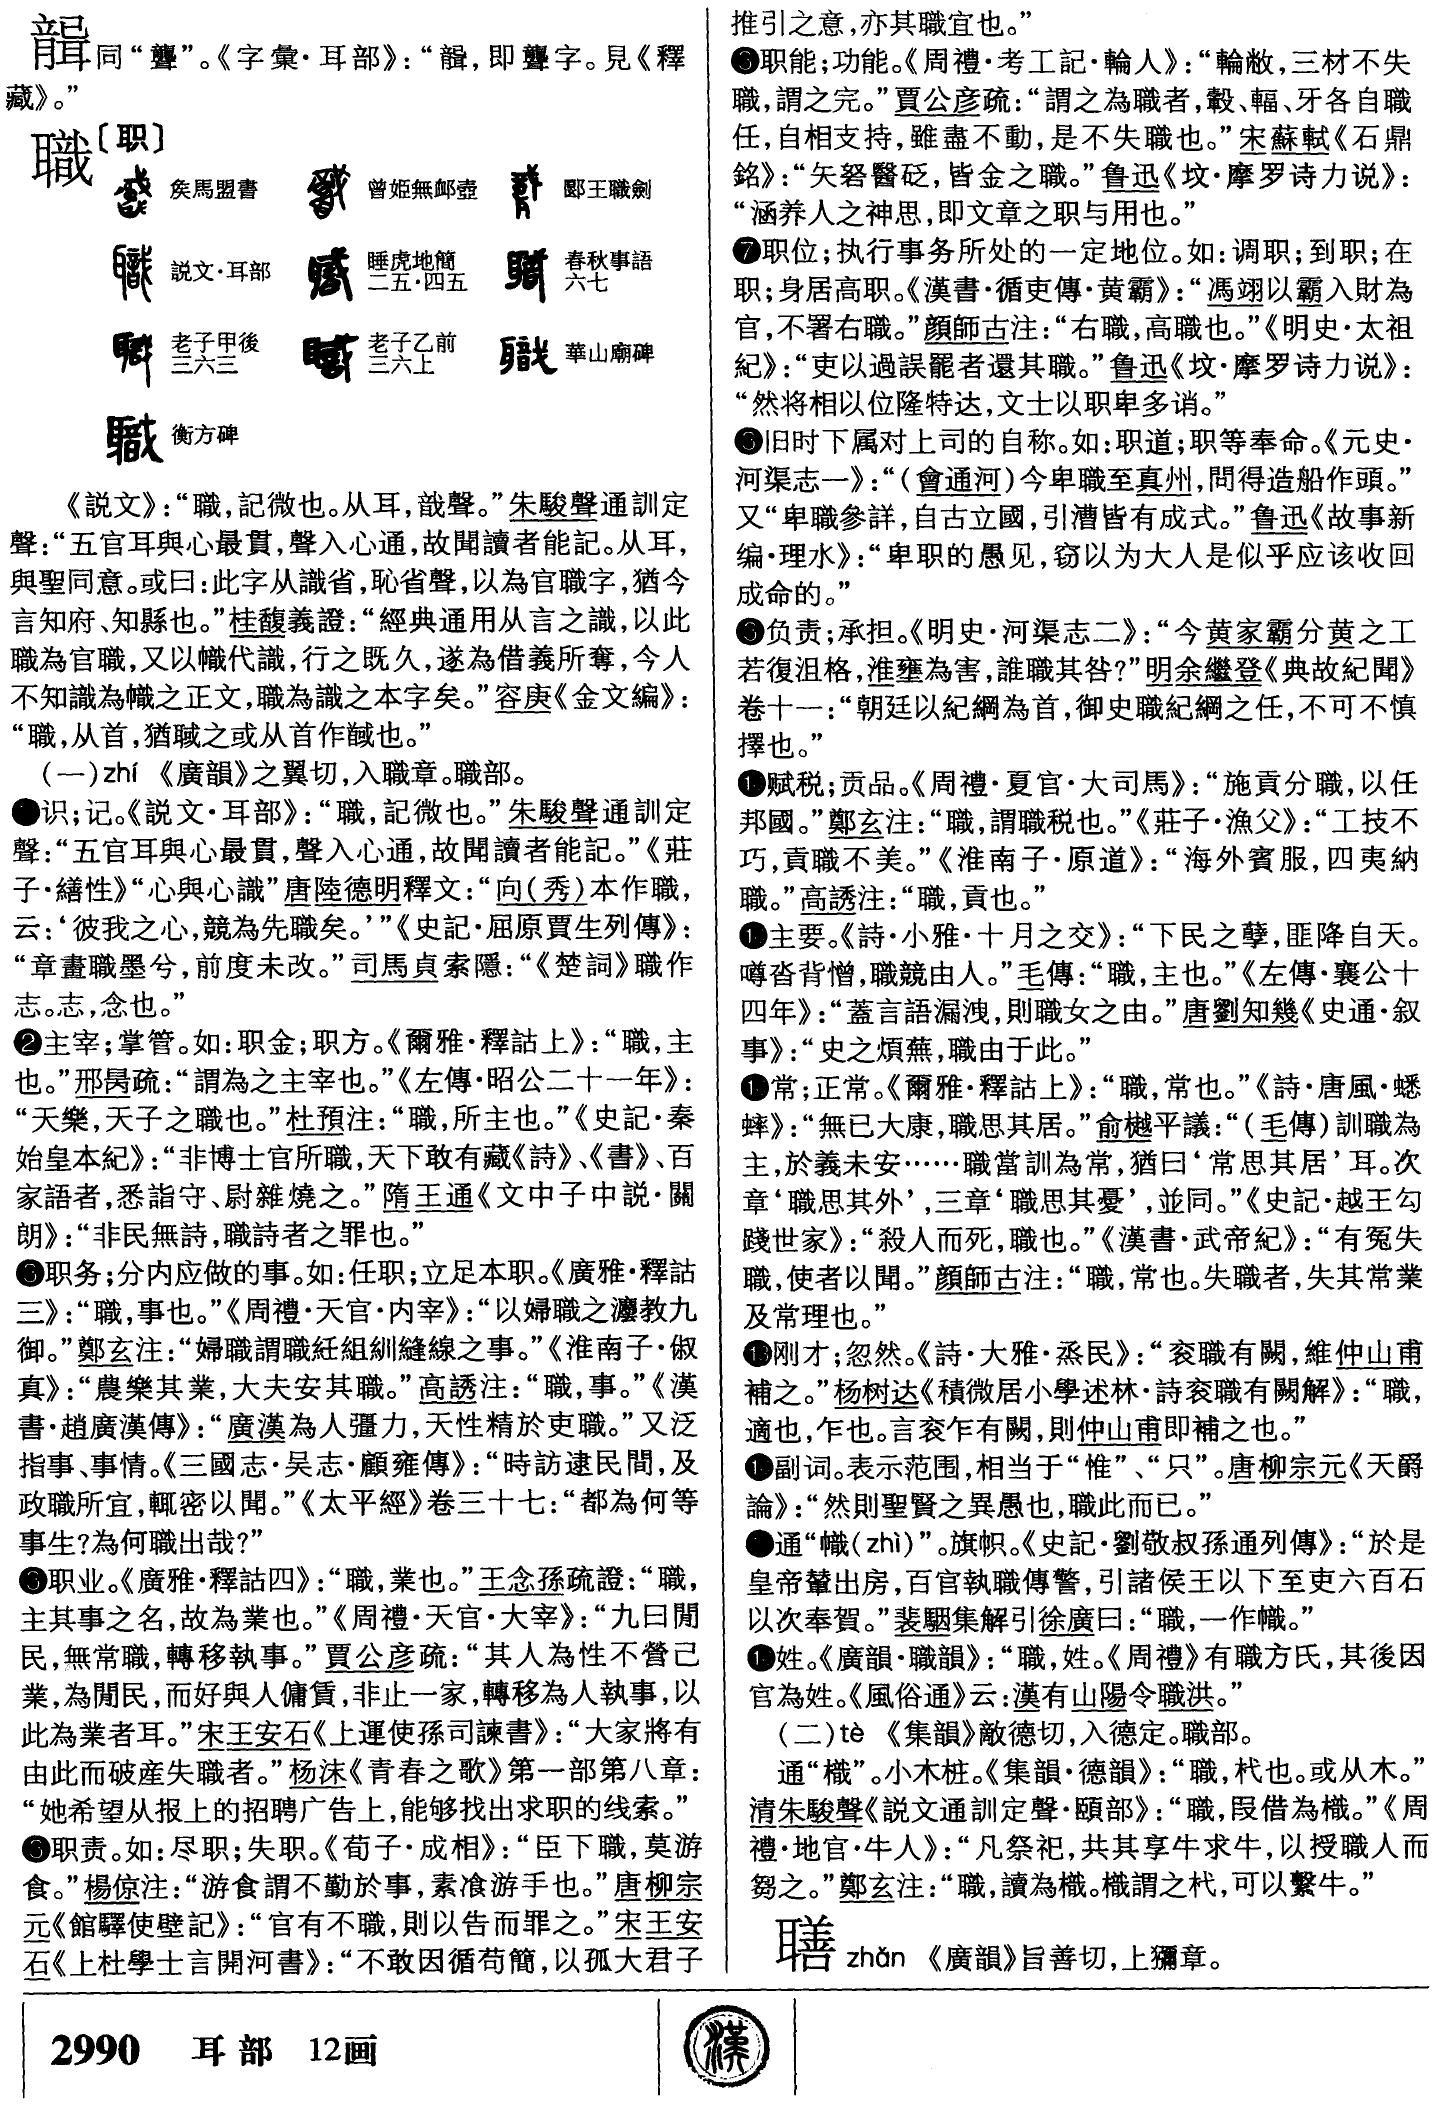 䪫同“聾”。《字彙·耳部》：“䪫，即聾字。見《釋
藏》。”
職〔职〕
矦馬盟書 曾姬無卹壺 郾王職劍
説文·耳部 睡虎地簡二五·四五 春秋事語六七
老子甲後三六三 老子乙前三六上 華山廟碑
衡方碑
《説文》：“職，記微也。从耳，戠聲。”朱駿聲通訓定
聲：“五官耳與心最貫，聲入心通，故聞讀者能記。从耳，
與聖同意。或曰：此字从識省，恥省聲，以為官職字，猶今
言知府、知縣也。”桂馥義證：“經典通用从言之識，以此
職為官職，又以幟代識，行之既久，遂為借義所奪，今人
不知識為幟之正文，職為識之本字矣。”容庚《金文編》：
“職，从首，猶聝之或从首作馘也。”
(一)zhí 《廣韻》之翼切，入職章。職部。
識；记。《説文·耳部》：“職，記微也。”朱駿聲通訓定
聲：“五官耳與心最貫，聲入心通，故聞讀者能記。”《莊
子·繕性》“心與心識”唐陸德明釋文：“向(秀)本作職，
云：‘彼我之心，競為先職矣。’”《史記·屈原賈生列傳》：
“章畫職墨兮，前度未改。”司馬貞索隱：“《楚詞》職作
志。志，念也。”
❷主宰；掌管。如：职金；职方。《爾雅·釋詁上》：“職，主
也。”邢昺疏：“謂為之主宰也。”《左傳·昭公二十一年》：
“天樂，天子之職也。”杜預注：“職，所主也。”《史記·秦
始皇本紀》：“非博士官所職，天下敢有藏《詩》、《書》、百
家語者，悉詣守、尉雜燒之。”隋王通《文中子中説·關
朗》：“非民無詩，職詩者之罪也。”
❸职务；分内应做的事。如：任职；立足本职。《廣雅·釋詁
三》：“職，事也。”《周禮·天官·内宰》：“以婦職之灋教九
御。”鄭玄注：“婦職謂職紝組紃縫線之事。”《淮南子·俶
真》：“農樂其業，大夫安其職。”高誘注：“職，事。”《漢
書·趙廣漢傳》：“廣漢為人彊力，天性精於吏職。”又泛
指事、事情。《三國志·吴志·顧雍傳》：“時訪逮民間，及
政職所宜，輒密以聞。”《太平經》卷三十七：“都為何等
事生？為何職出哉？”
职业。《廣雅·釋詁四》：“職，業也。”王念孫疏證：“職，
主其事之名，故為業也。”《周禮·天官·大宰》：“九曰閒
民，無常職，轉移執事。”賈公彦疏：“其人為性不營己
業，為閒民，而好與人傭賃，非止一家，轉移為人執事，以
此為業者耳。”宋王安石《上運使孫司諫書》：“大家將有
由此而破産失職者。”杨沫《青春之歌》第一部第八章：
“她希望从报上的招聘广告上，能够找出求职的线索。”
职责。如：尽职；失职。《荀子·成相》：“臣下職，莫游
食。”楊倞注：“游食謂不勤於事，素飡游手也。”唐柳宗
元《館驛使壁記》：“官有不職，則以告而罪之。”宋王安
石《上杜學士言開河書》：“不敢因循苟簡，以孤大君子
推引之意，亦其職宜也。”
职能；功能。《周禮·考工記·輪人》：“輪敝，三材不失
職，謂之完。”賈公彦疏：“謂之為職者，轂、輻、牙各自職
任，自相支持，雖盡不動，是不失職也。”宋蘇軾《石鼎
銘》：“矢砮醫砭，皆金之職。”鲁迅《坟·摩罗诗力说》：
“涵养人之神思，即文章之职与用也。”
❼职位；执行事务所处的一定地位。如：调职；到职；在
职；身居高职。《漢書·循吏傳·黄霸》：“馮翊以霸入財為
官，不署右職。”顔師古注：“右職，高職也。”《明史·太祖
紀》：“吏以過誤罷者還其職。”鲁迅《坟·摩罗诗力说》：
“然将相以位隆特达，文士以职卑多诮。”
旧时下属对上司的自称。如：职道；职等奉命。《元史·
河渠志一》：“(會通河)今卑職至真州，問得造船作頭。”
又“卑職參詳，自古立國，引漕皆有成式。”鲁迅《故事新
编·理水》：“卑职的愚见，窃以为大人是似乎应该收回
成命的。”
负责；承担。《明史·河渠志二》：“今黄家霸分黄之工
若復沮格，淮壅為害，誰職其咎？”明余繼登《典故紀聞》
卷十一：“朝廷以紀綱為首，御史職紀綱之任，不可不慎
擇也。”
赋税；贡品。《周禮·夏官·大司馬》：“施貢分職，以任
邦國。”鄭玄注：“職，謂職税也。”《莊子·漁父》：“工技不
巧，貢職不美。”《淮南子·原道》：“海外賓服，四夷納
職。”高誘注：“職，貢也。”
主要。《詩·小雅·十月之交》：“下民之孽，匪降自天。
噂沓背憎，職競由人。”毛傳：“職，主也。”《左傳·襄公十
四年》：“蓋言語漏洩，則職女之由。”唐劉知幾《史通·叙
事》：“史之煩蕪，職由于此。”
常；正常。《爾雅·釋詁上》：“職，常也。”《詩·唐風·蟋
蟀》：“無已大康，職思其居。”俞樾平議：“(毛傳)訓職為
主，於義未安……職當訓為常，猶曰‘常思其居’耳。次
章‘職思其外’，三章‘職思其憂’，並同。”《史記·越王勾
踐世家》：“殺人而死，職也。”《漢書·武帝紀》：“有冤失
職，使者以聞。”顔師古注：“職，常也。失職者，失其常業
及常理也。”
刚才；忽然。《詩·大雅·烝民》：“衮職有闕，維仲山甫
補之。”杨树达《積微居小學述林·詩衮職有闕解》：“職，
適也，乍也。言衮乍有闕，則仲山甫即補之也。”
副词。表示范围，相当于“惟”、“只”。唐柳宗元《天爵
論》：“然則聖賢之異愚也，職此而已。”
通“幟(zhì)”。旗帜。《史記·劉敬叔孫通列傳》：“於是
皇帝輦出房，百官執職傳警，引諸侯王以下至吏六百石
以次奉賀。”裴駰集解引徐廣曰：“職，一作幟。”
姓。《廣韻·職韻》：“職，姓。《周禮》有職方氏，其後因
官為姓。《風俗通》云：漢有山陽令職洪。”
(二)tè 《集韻》敵德切，入德定。職部。
通“樴”。小木桩。《集韻·德韻》：“職，杙也。或从木。”
清朱駿聲《説文通訓定聲·頤部》：“職，叚借為樴。”《周
禮·地官·牛人》：“凡祭祀，共其享牛求牛，以授職人而
芻之。”鄭玄注：“職，讀為樴。樴謂之杙，可以繫牛。”
䦅zhǎn 《廣韻》旨善切，上獮章。
2990 耳部 12画
漢